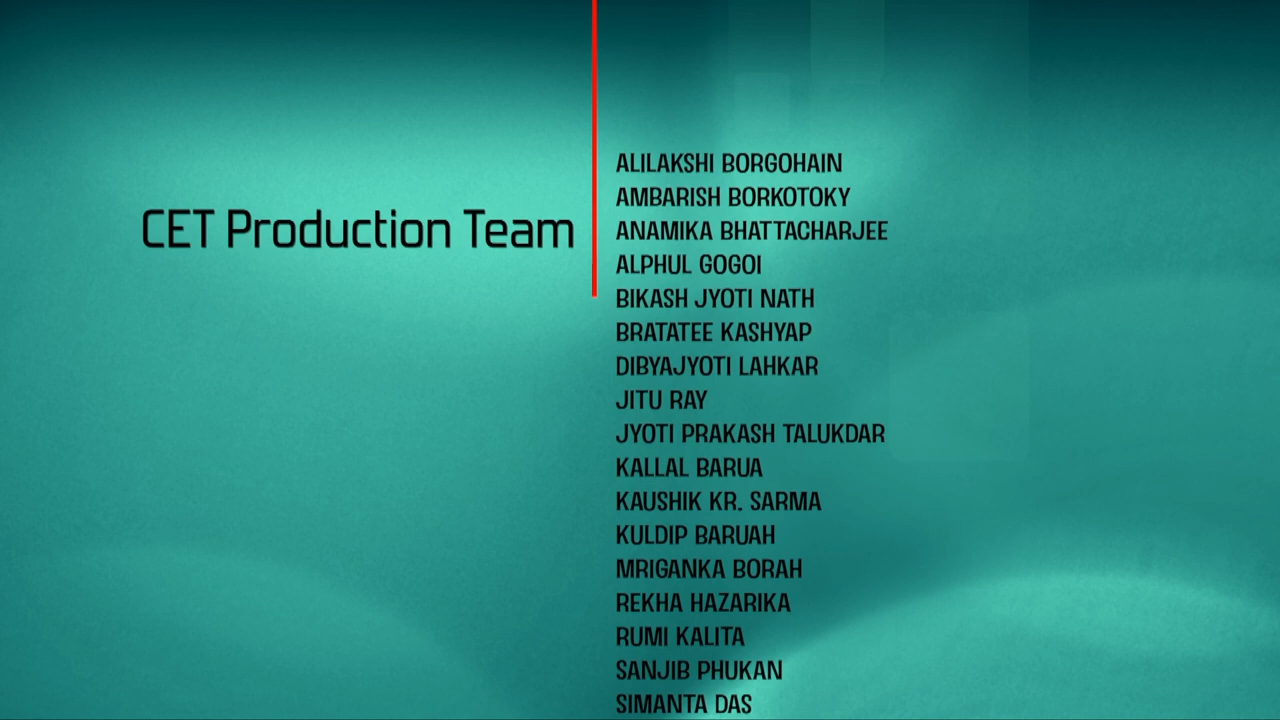 CET Production Team
ALILAKSHI BORGOHAIN
AMBARISH BORKOTOKY
ANAMIKA BHATTACHARJEE
ALPHUL GOGOI
BIKASH JYOTI NATH
BRATATEE KASHYAP
DIBYAJYOTI LAHKAR
JITU RAY
JYOTI PRAKASH TALUKDAR
KALLAL BARUA
KAUSHIK KR. SARMA
KULDIP BARUAH
MRIGANKA BORAH
REKHA HAZARIKA
RUMI KALITA
SANJIB PHUKAN
SIMANTA DAS